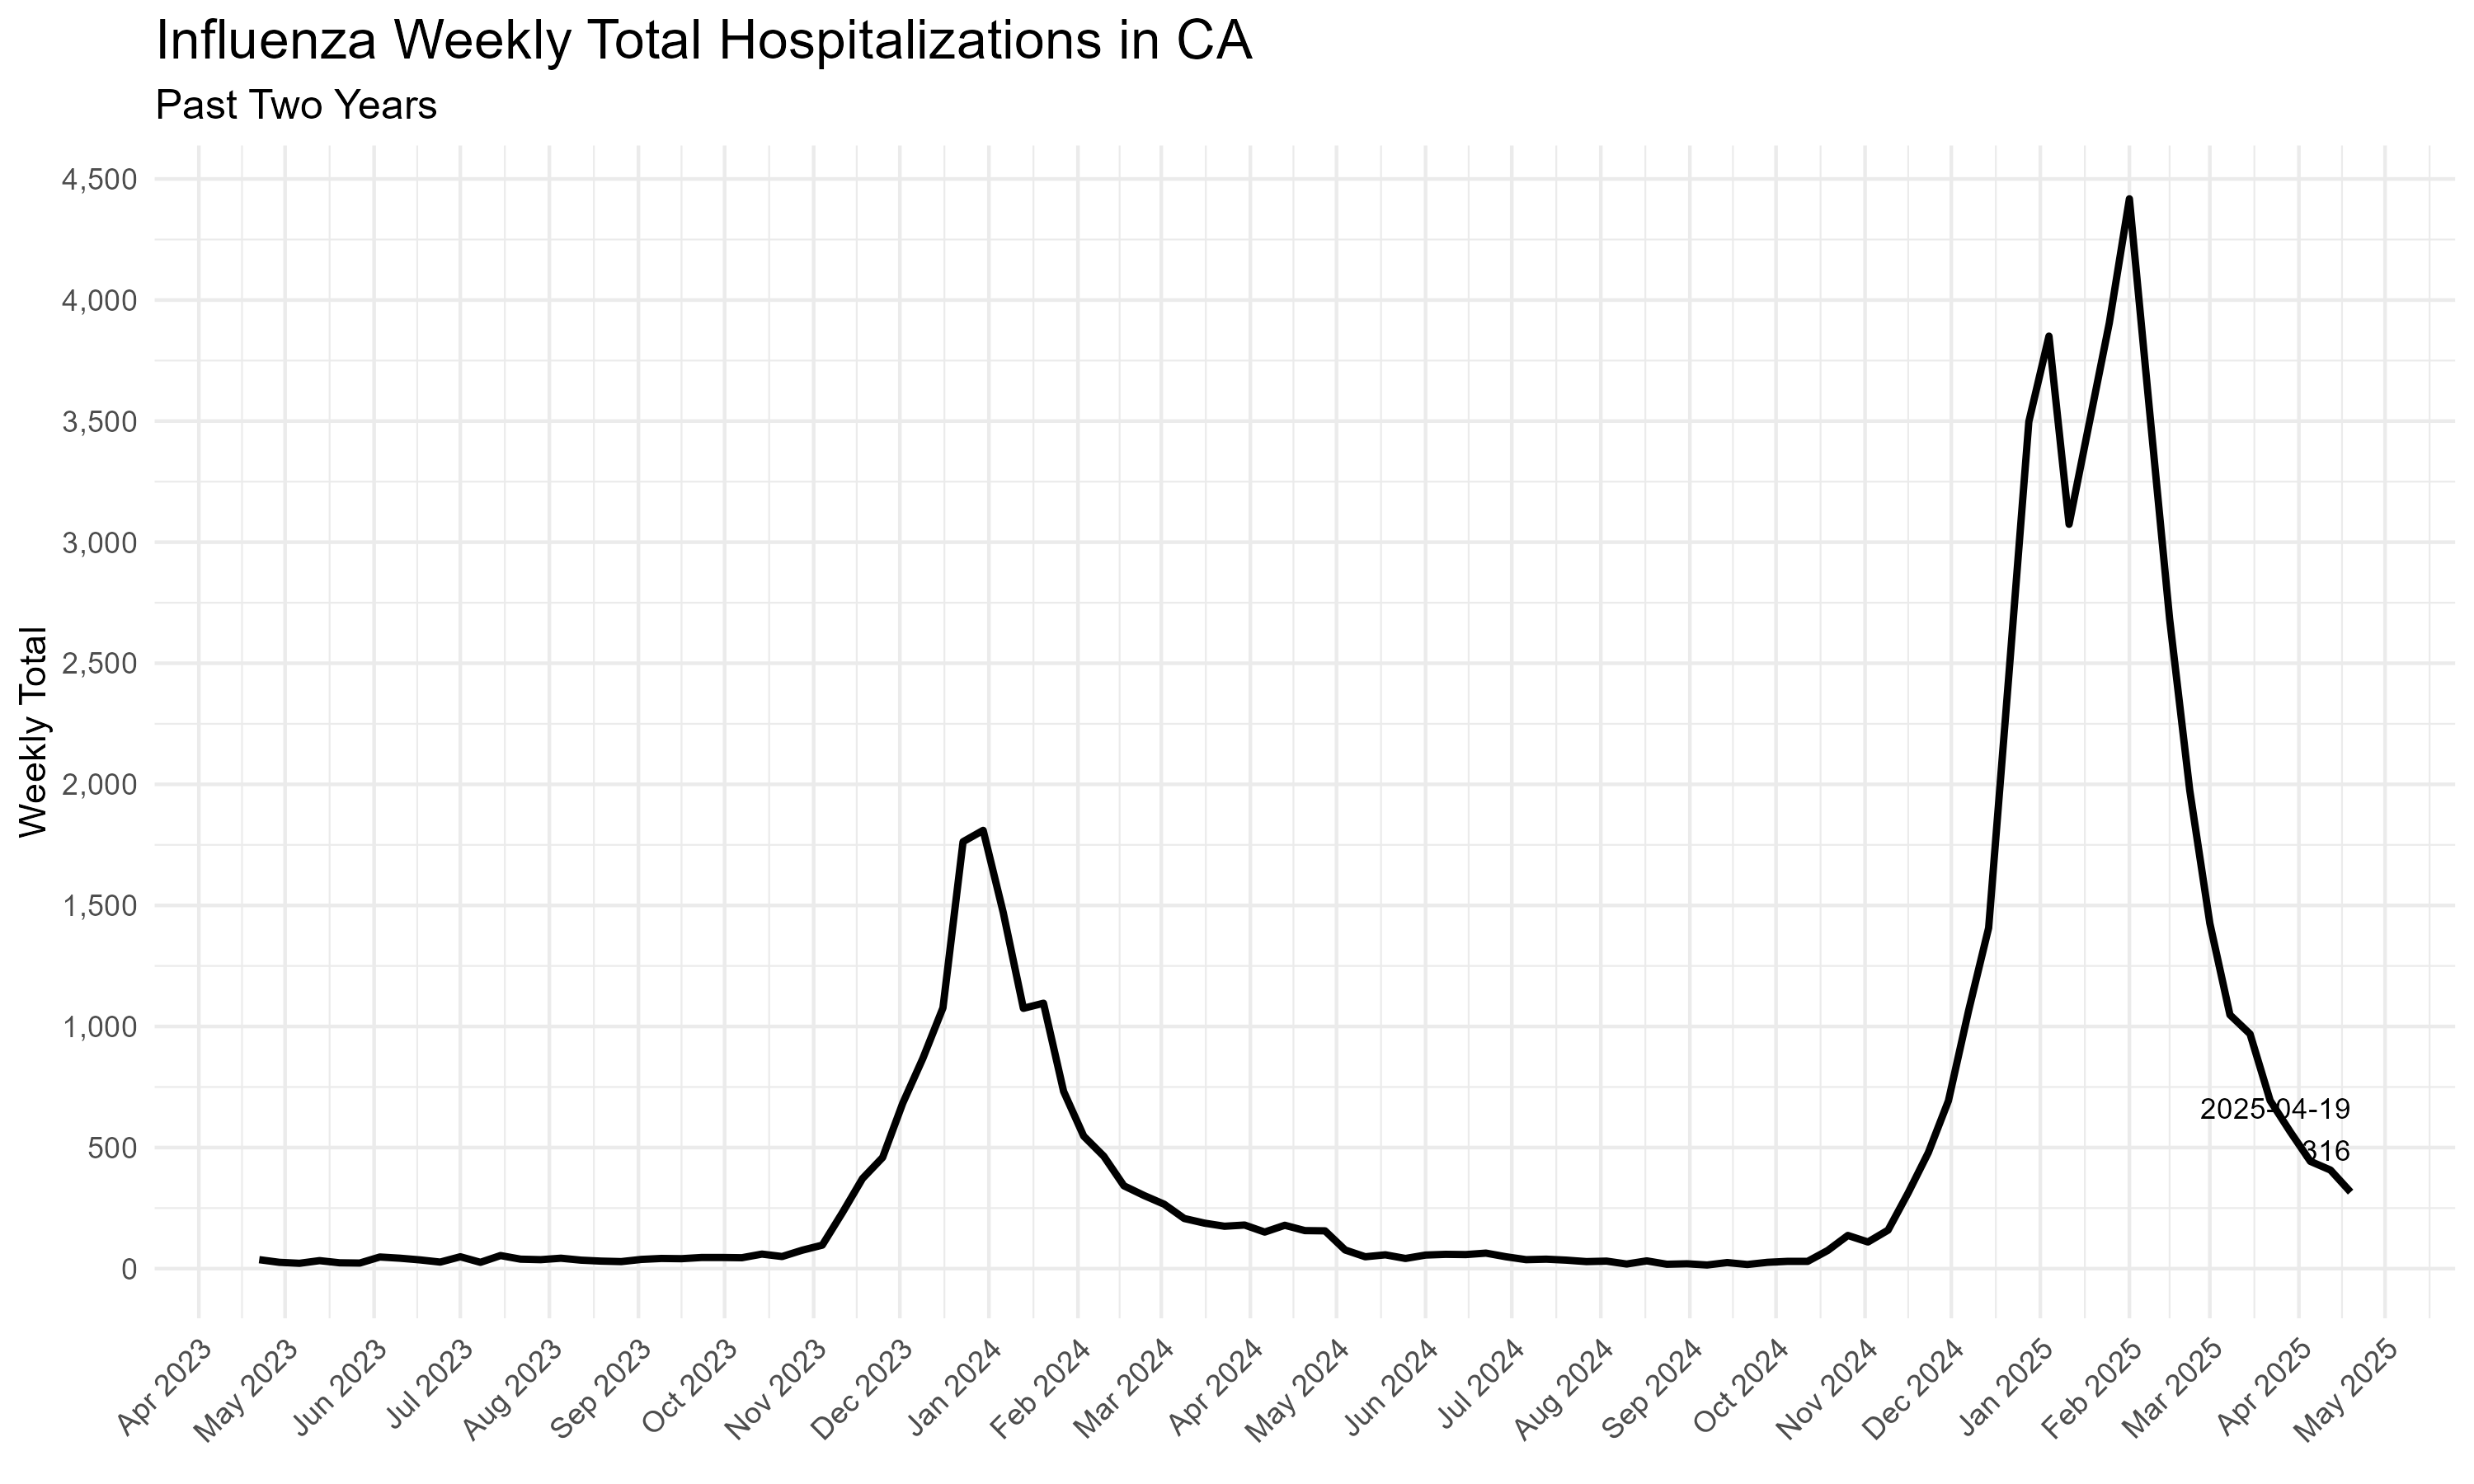 Influenza Weekly Total Hospitalizations in CA
Past Two Years
Weekly Total
4,500
4,000
3,500
3,000
2,500
2,000
1,500
1,000
500
0
2025-04-19
316
Apr 2023
May 2023
Jun 2023
Jul 2023
Aug 2023
Sep 2023
Oct 2023
Nov 2023
Dec 2023
Jan 2024
Feb 2024
Mar 2024
Apr 2024
May 2024
Jun 2024
Jul 2024
Aug 2024
Sep 2024
Oct 2024
Nov 2024
Dec 2024
Jan 2025
Feb 2025
Mar 2025
Apr 2025
May 2025